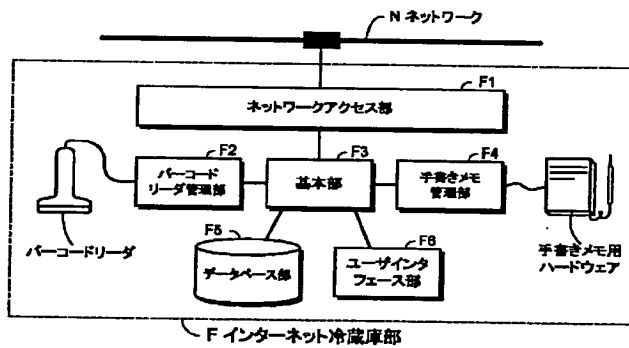 N ネットワーク
F1
ネットワークアクセス部
F2
バーコード
リーダ管理部
F3
基本部
F4
手書きメモ
管理部
バーコードリーダ
F5
データベース部
F6
ユーザインタ
フェース部
手書きメモ用
ハードウェア
F インターネット冷蔵庫部